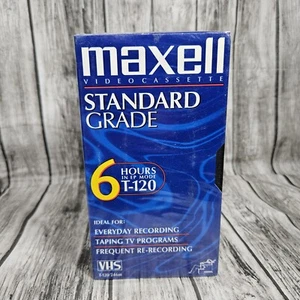 maxell
VIDEOCASSETTE
STANDARD
GRADE
6 HOURS
IN EP MODE
T-120
IDEAL FOR:
EVERYDAY RECORDING
TAPING TV PROGRAMS
FREQUENT RE-RECORDING
VHS